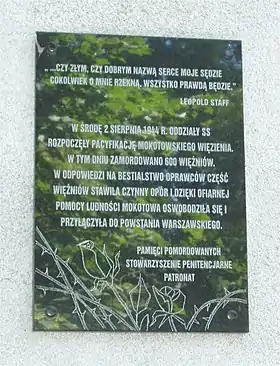 „...CZY ZŁYM, CZY DOBRYM NAZWĄ SERCE MOJE SĘDZIE
COKOLWIEK O MNIE RZEKNĄ, WSZYSTKO PRAWDĄ BĘDZIE."
LEOPOLD STAFF
W ŚRODĘ 2 SIERPNIA 1944 R. ODDZIAŁY SS
ROZPOCZĘŁY PACYFIKACJĘ MOKOTOWSKIEGO WIĘZIENIA.
W TYM DNIU ZAMORDOWANO 600 WIĘŹNIÓW.
W ODPOWIEDZI NA BESTIALSTWO OPRAWCÓW CZĘŚĆ
WIĘŹNIÓW STAWIŁA CZYNNY OPÓR I DZIĘKI OFIARNEJ
POMOCY LUDNOŚCI MOKOTOWA OSWOBODZIŁA SIĘ I
PRZYŁĄCZYŁA DO POWSTANIA WARSZAWSKIEGO.
PAMIĘCI POMORDOWANYCH
STOWARZYSZENIE PENITENCJARNE
PATRONAT